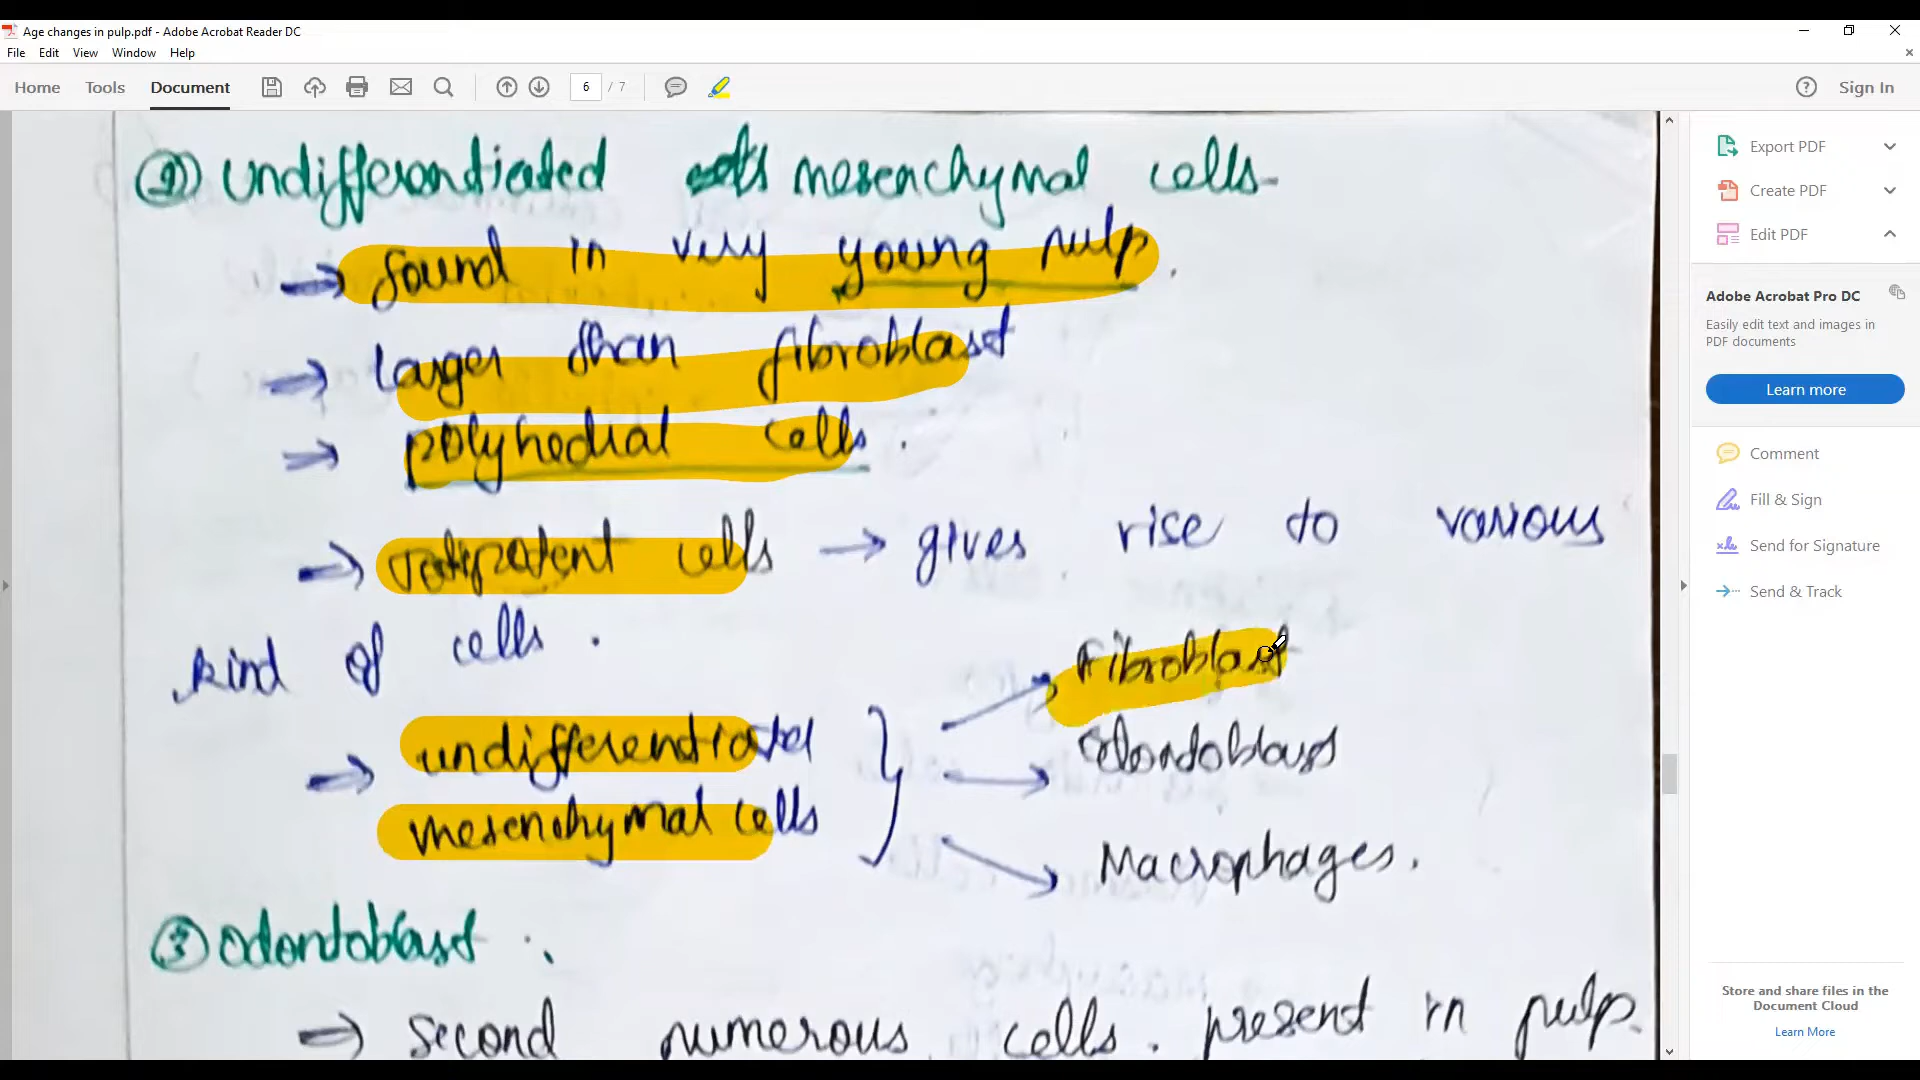 Age changes in pulp.pdf - Adobe Acrobat Reader DC
File Edit View Window Help
Home Tools Document 6 / 7 Sign In
② undifferentiated mesenchymal cells-
→ found in very young pulp.
→ larger than fibroblast
→ polyhedral cells.
→ cells → gives rise to various
kind of cells.
→ undifferentiated
mesenchymal cells
→ Fibroblast
→ Odontoblast
→ Macrophages.
③ odontoblast :
→ second numerous cells. present in pulp.
Export PDF
Create PDF
Edit PDF
Adobe Acrobat Pro DC
Easily edit text and images in
PDF documents
Learn more
Comment
Fill & Sign
Send for Signature
Send & Track
Store and share files in the
Document Cloud
Learn More